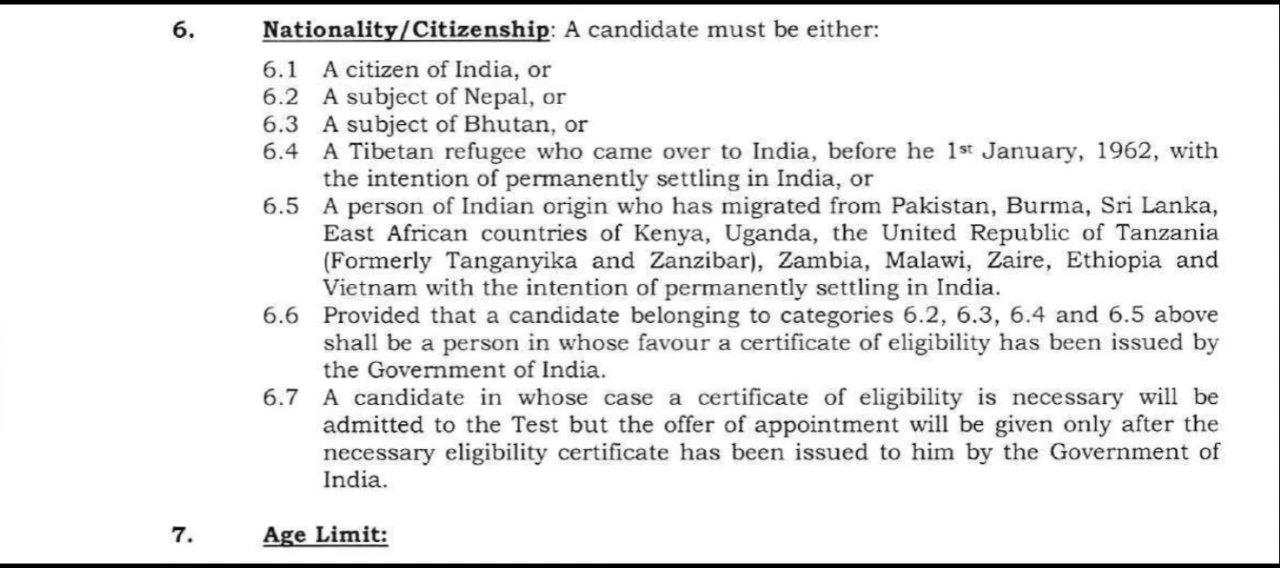 6. Nationality/Citizenship: A candidate must be either:
6.1 A citizen of India, or
6.2 A subject of Nepal, or
6.3 A subject of Bhutan, or
6.4 A Tibetan refugee who came over to India, before he 1st January, 1962, with
the intention of permanently settling in India, or
6.5 A person of Indian origin who has migrated from Pakistan, Burma, Sri Lanka,
East African countries of Kenya, Uganda, the United Republic of Tanzania
(Formerly Tanganyika and Zanzibar), Zambia, Malawi, Zaire, Ethiopia and
Vietnam with the intention of permanently settling in India.
6.6 Provided that a candidate belonging to categories 6.2, 6.3, 6.4 and 6.5 above
shall be a person in whose favour a certificate of eligibility has been issued by
the Government of India.
6.7 A candidate in whose case a certificate of eligibility is necessary will be
admitted to the Test but the offer of appointment will be given only after the
necessary eligibility certificate has been issued to him by the Government of
India.
7. Age Limit: